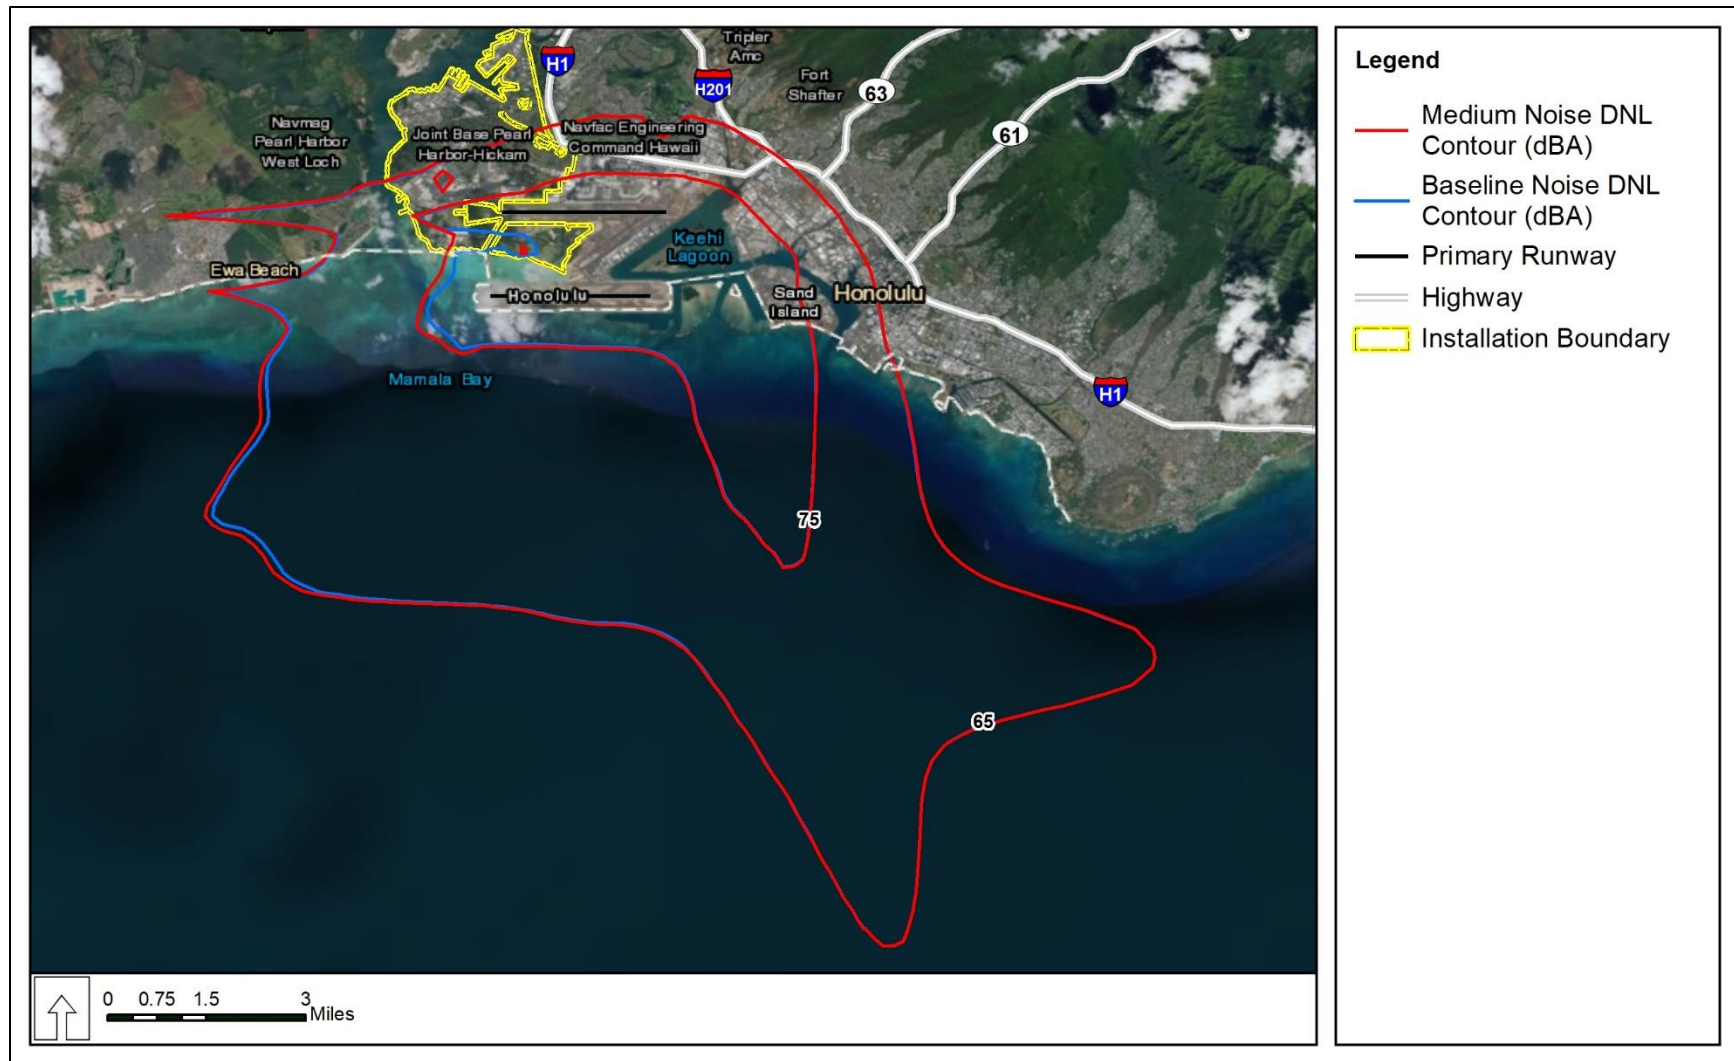 Tripler
Amc
H1
H201
Fort
Shafter
63
61
Navmag
Pearl Harbor
West Loch
Joint Base Pearl
Harbor-Hickam
Navfac Engineering
Command Hawaii
Keehi
Lagoon
Ewa Beach
Honolulu
Sand
Island
Honolulu
Mamala Bay
H1
75
65
0 0.75 1.5 3
Miles
Legend
Medium Noise DNL
Contour (dBA)
Baseline Noise DNL
Contour (dBA)
Primary Runway
Highway
Installation Boundary